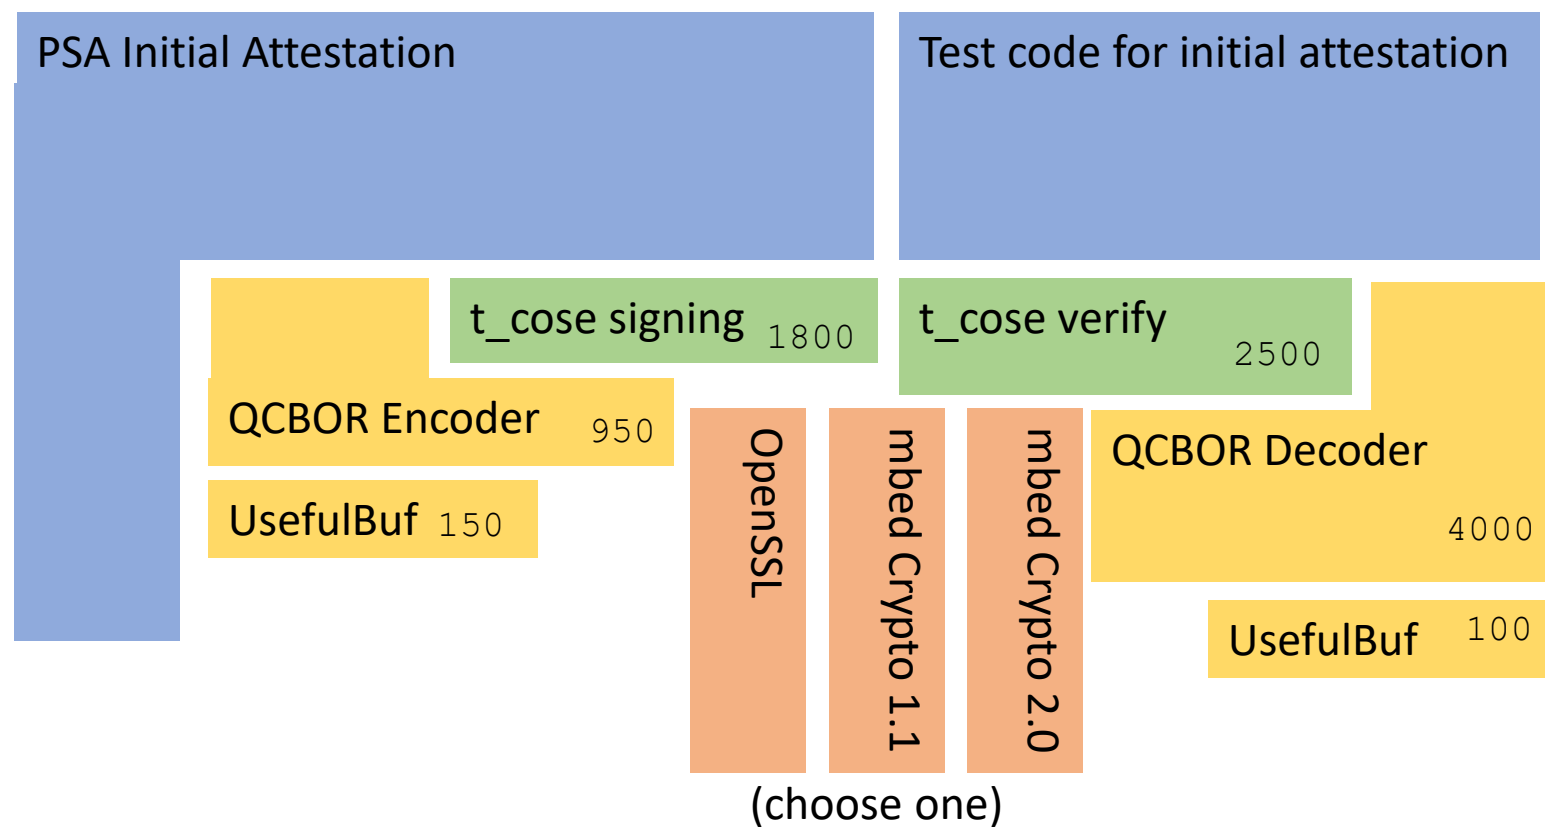 PSA Initial Attestation
Test code for initial attestation
t_cose signing 1800
t_cose verify 2500
QCBOR Encoder 950
UsefulBuf 150
OpenSSL
mbed Crypto 1.1
mbed Crypto 2.0
(choose one)
QCBOR Decoder
4000
UsefulBuf 100